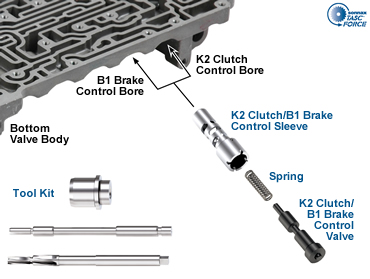 sonnax
TASC
FORCE
K2 Clutch
Control Bore
B1 Brake
Control Bore
K2 Clutch/B1 Brake
Control Sleeve
Bottom
Valve Body
Spring
Tool Kit
K2 Clutch/
B1 Brake
Control
Valve